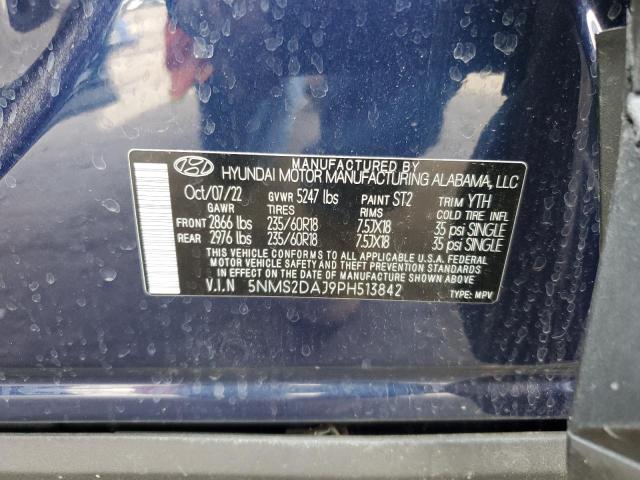 MANUFACTURED BY
HYUNDAI MOTOR MANUFACTURING ALABAMA, LLC
Oct/07/22 GVWR 5247 lbs PAINT ST2 TRIM YTH
GAWR TIRES RIMS COLD TIRE INFL
FRONT 2866 lbs 235/60R18 7.5JX18 35 psi SINGLE
REAR 2976 lbs 235/60R18 7.5JX18 35 psi SINGLE
THIS VEHICLE CONFORMS TO ALL APPLICABLE U.S.A. FEDERAL
MOTOR VEHICLE SAFETY AND THEFT PREVENTION STANDARDS
IN EFFECT ON THE DATE OF MANUFACTURE SHOWN ABOVE.
V.I.N 5NMS2DAJ9PH513842 TYPE: MPV